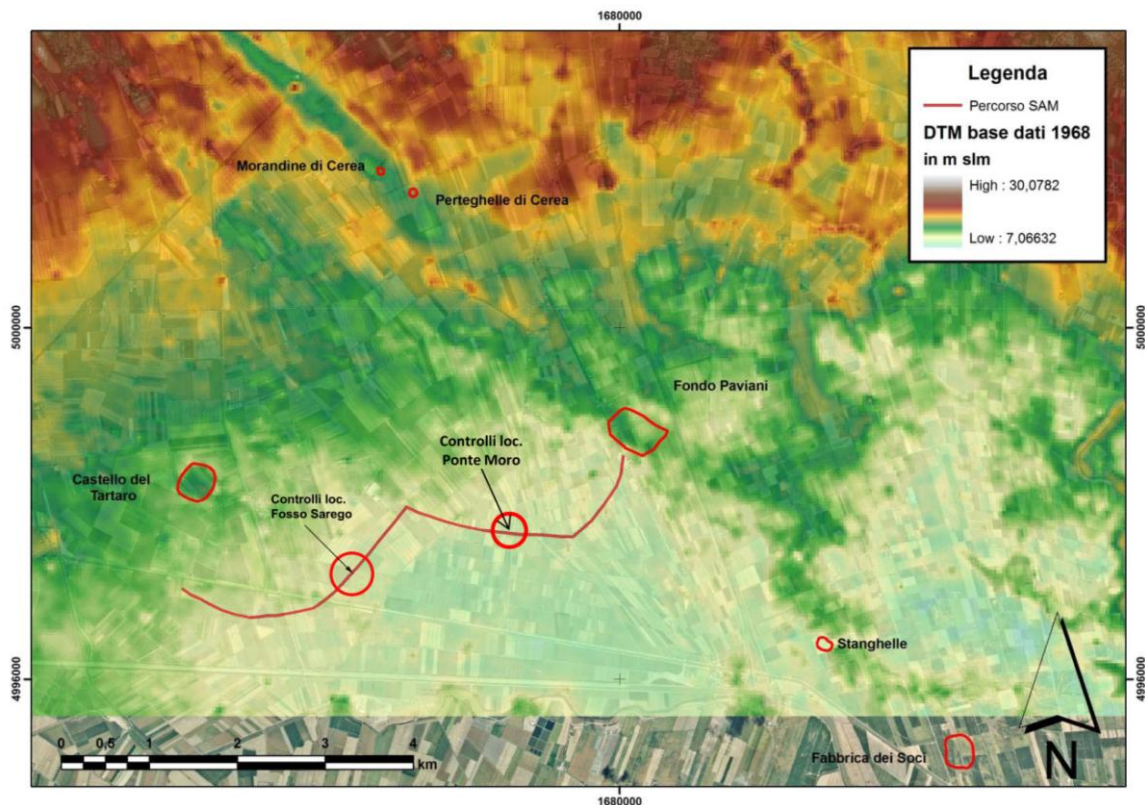 1680000
Legenda
Percorso SAM
DTM base dati 1968
in m slm
High : 30,0782
Low : 7,06632
Morandine di Cerea
Perteghelle di Cerea
5000000
5000000
Fondo Paviani
Controlli loc.
Ponte Moro
Castello del
Tartaro
Controlli loc.
Fosso Sarego
Stanghelle
4996000
4996000
0 0,5 1 2 3 4
km
Fabbrica dei Soci
N
1680000